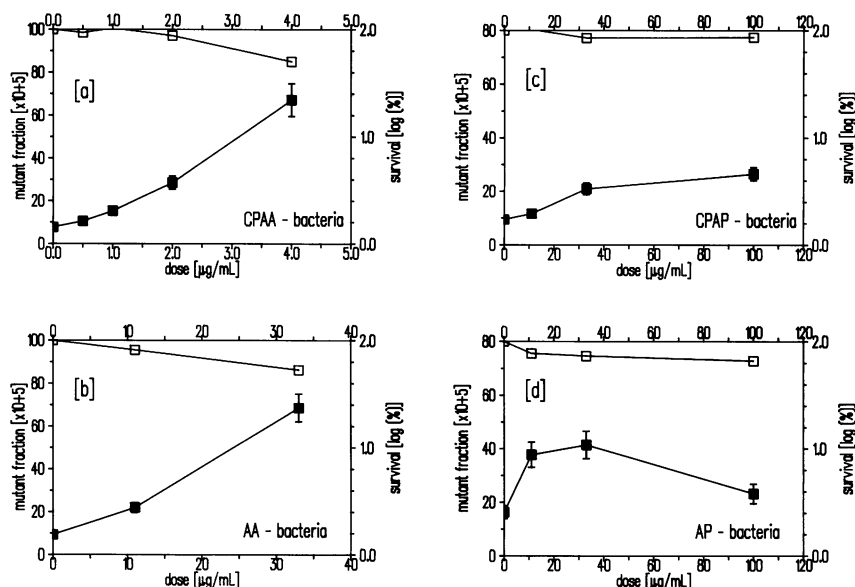 0.0 1.0 2.0 3.0 4.0 5.0
100 80 60 40 20 0
mutant fraction [x10+5]
[a]
2.0 1.0 0.0
survival [log (%)]
CPAA - bacteria
0.0 1.0 2.0 3.0 4.0 5.0
dose [µg/mL]
0 20 40 60 80 100 120
80 60 40 20 0
mutant fraction [x10+5]
[c]
2.0 1.0 0.0
survival [log (%)]
CPAP - bacteria
0 20 40 60 80 100 120
dose [µg/mL]
0 10 20 30 40
100 80 60 40 20 0
mutant fraction [x10+5]
[b]
2.0 1.0 0.0
survival [log (%)]
AA - bacteria
0 10 20 30 40
dose [µg/mL]
0 20 40 60 80 100 120
80 60 40 20 0
mutant fraction [x10+5]
[d]
2.0 1.0 0.0
survival [log (%)]
AP - bacteria
0 20 40 60 80 100 120
dose [µg/mL]